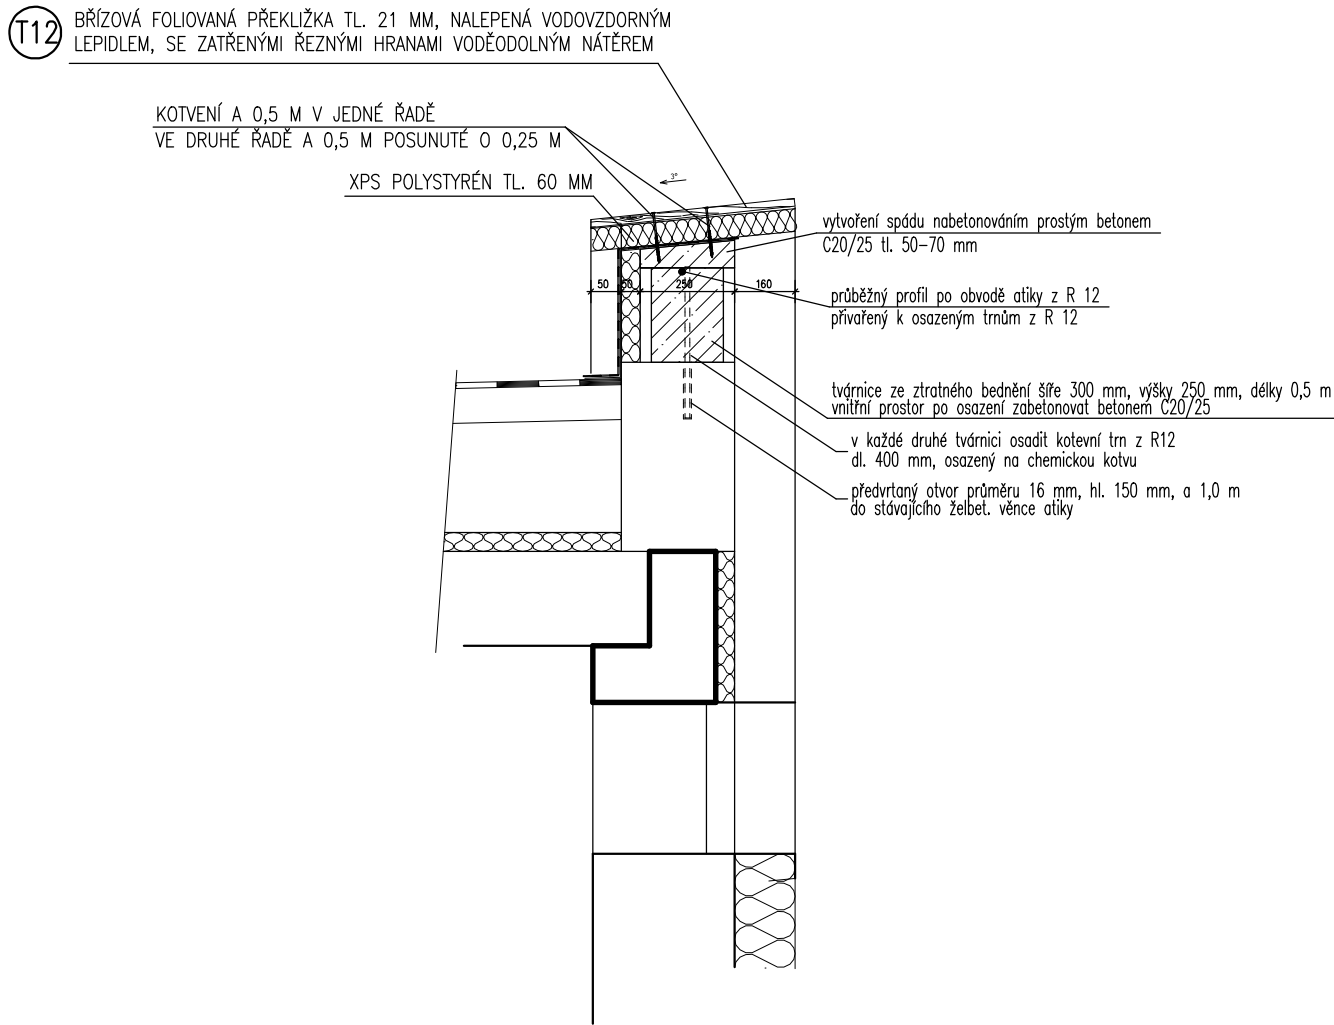 T12
BŘÍZOVÁ FOLIOVANÁ PŘEKLIŽKA TL. 21 MM, NALEPENÁ VODOVZDORNÝM
LEPIDLEM, SE ZATŘENÝMI ŘEZNÝMI HRANAMI VODĚODOLNÝM NÁTĚREM
KOTVENÍ A 0,5 M V JEDNÉ ŘADĚ
VE DRUHÉ ŘADĚ A 0,5 M POSUNUTÉ O 0,25 M
XPS POLYSTYRÉN TL. 60 MM
3°
vytvoření spádu nabetonováním prostým betonem
C20/25 tl. 50-70 mm
50 50 250 160
průběžný profil po obvodě atiky z R 12
přivařený k osazeným trnům z R 12
tvárnice ze ztratného bednění šíře 300 mm, výšky 250 mm, délky 0,5 m
vnitřní prostor po osazení zabetonovat betonem C20/25
v každé druhé tvárnici osadit kotevní trn z R12
dl. 400 mm, osazený na chemickou kotvu
předvrtaný otvor průměru 16 mm, hl. 150 mm, a 1,0 m
do stávajícího želbet. věnce atiky